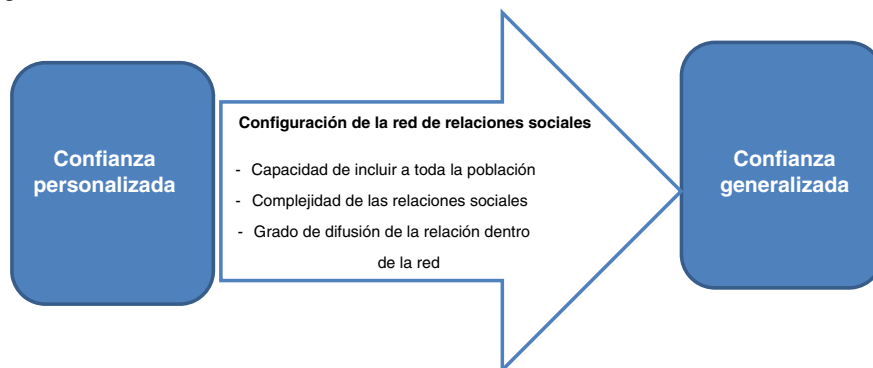 Confianza
personalizada
Configuración de la red de relaciones sociales
- Capacidad de incluir a toda la población
- Complejidad de las relaciones sociales
- Grado de difusión de la relación dentro
de la red
Confianza
generalizada